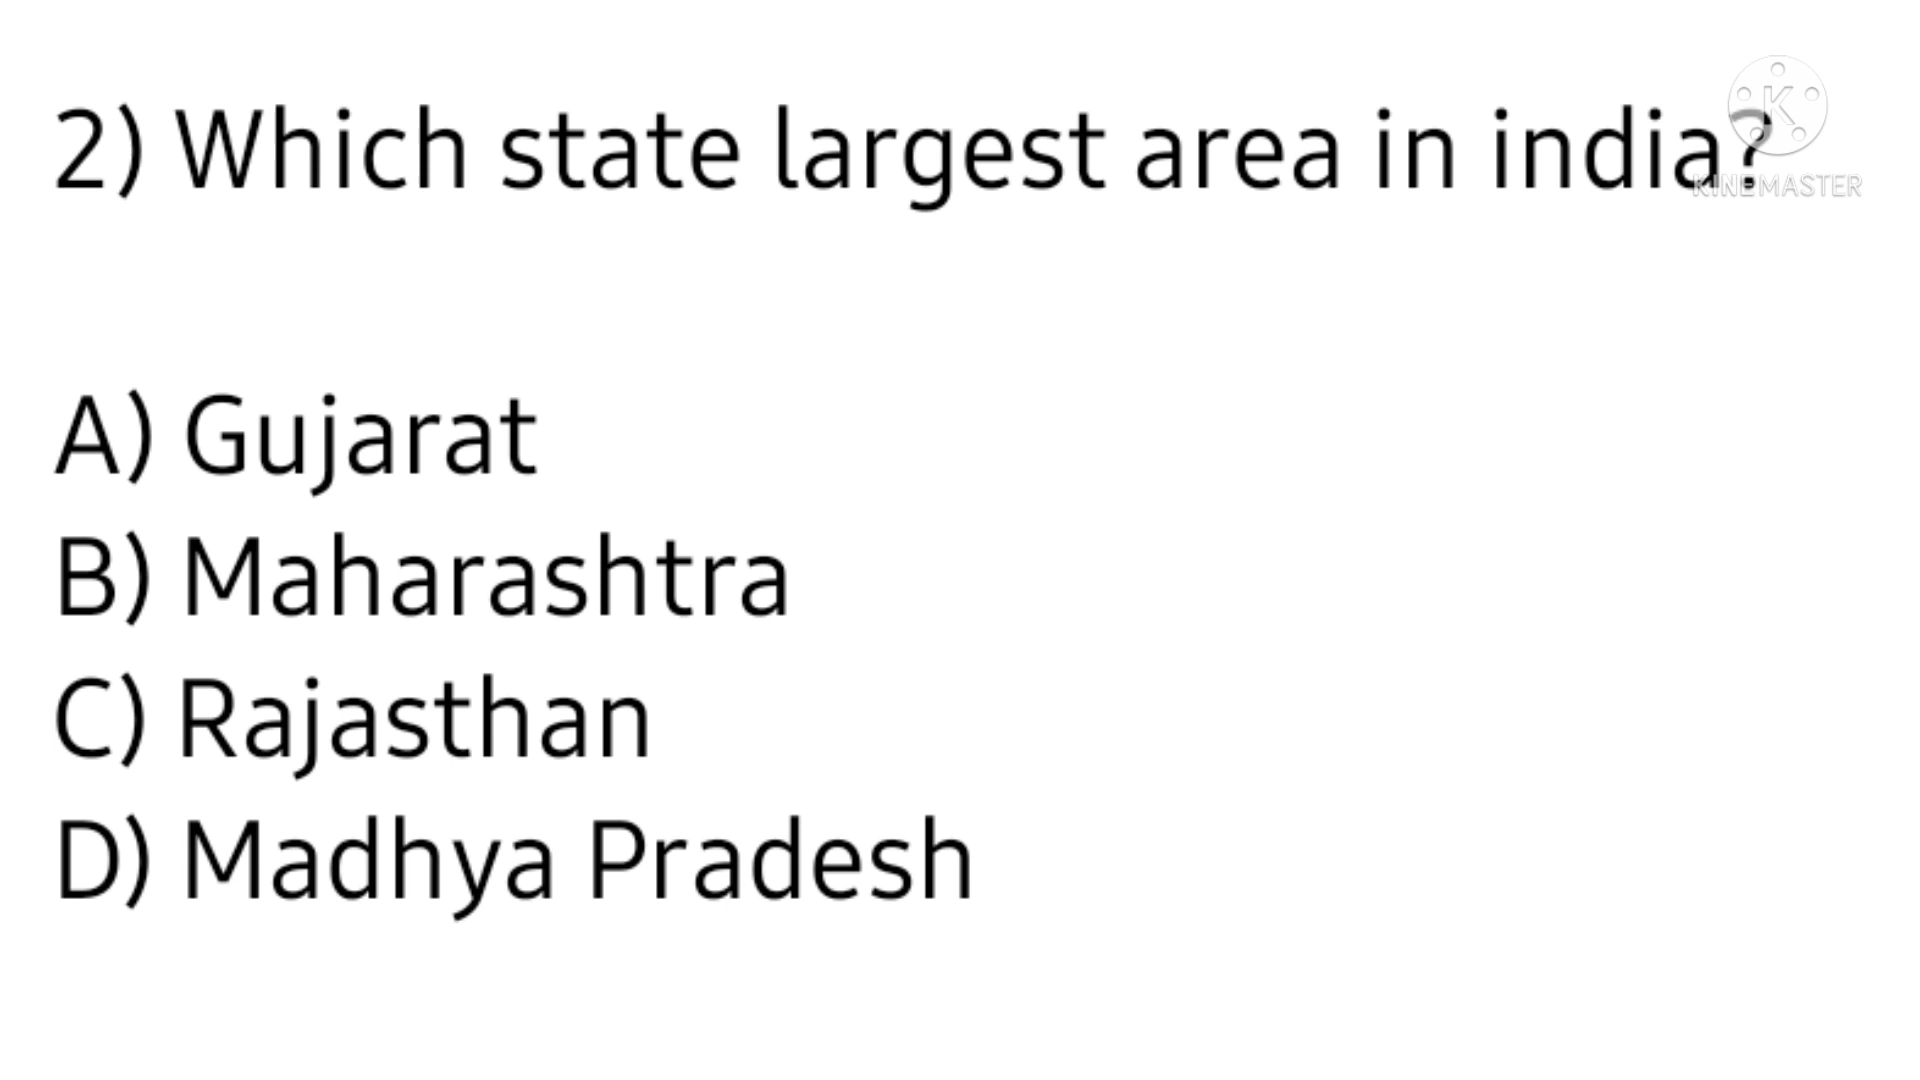 2) Which state largest area in india?
KINEMASTER
A) Gujarat
B) Maharashtra
C) Rajasthan
D) Madhya Pradesh